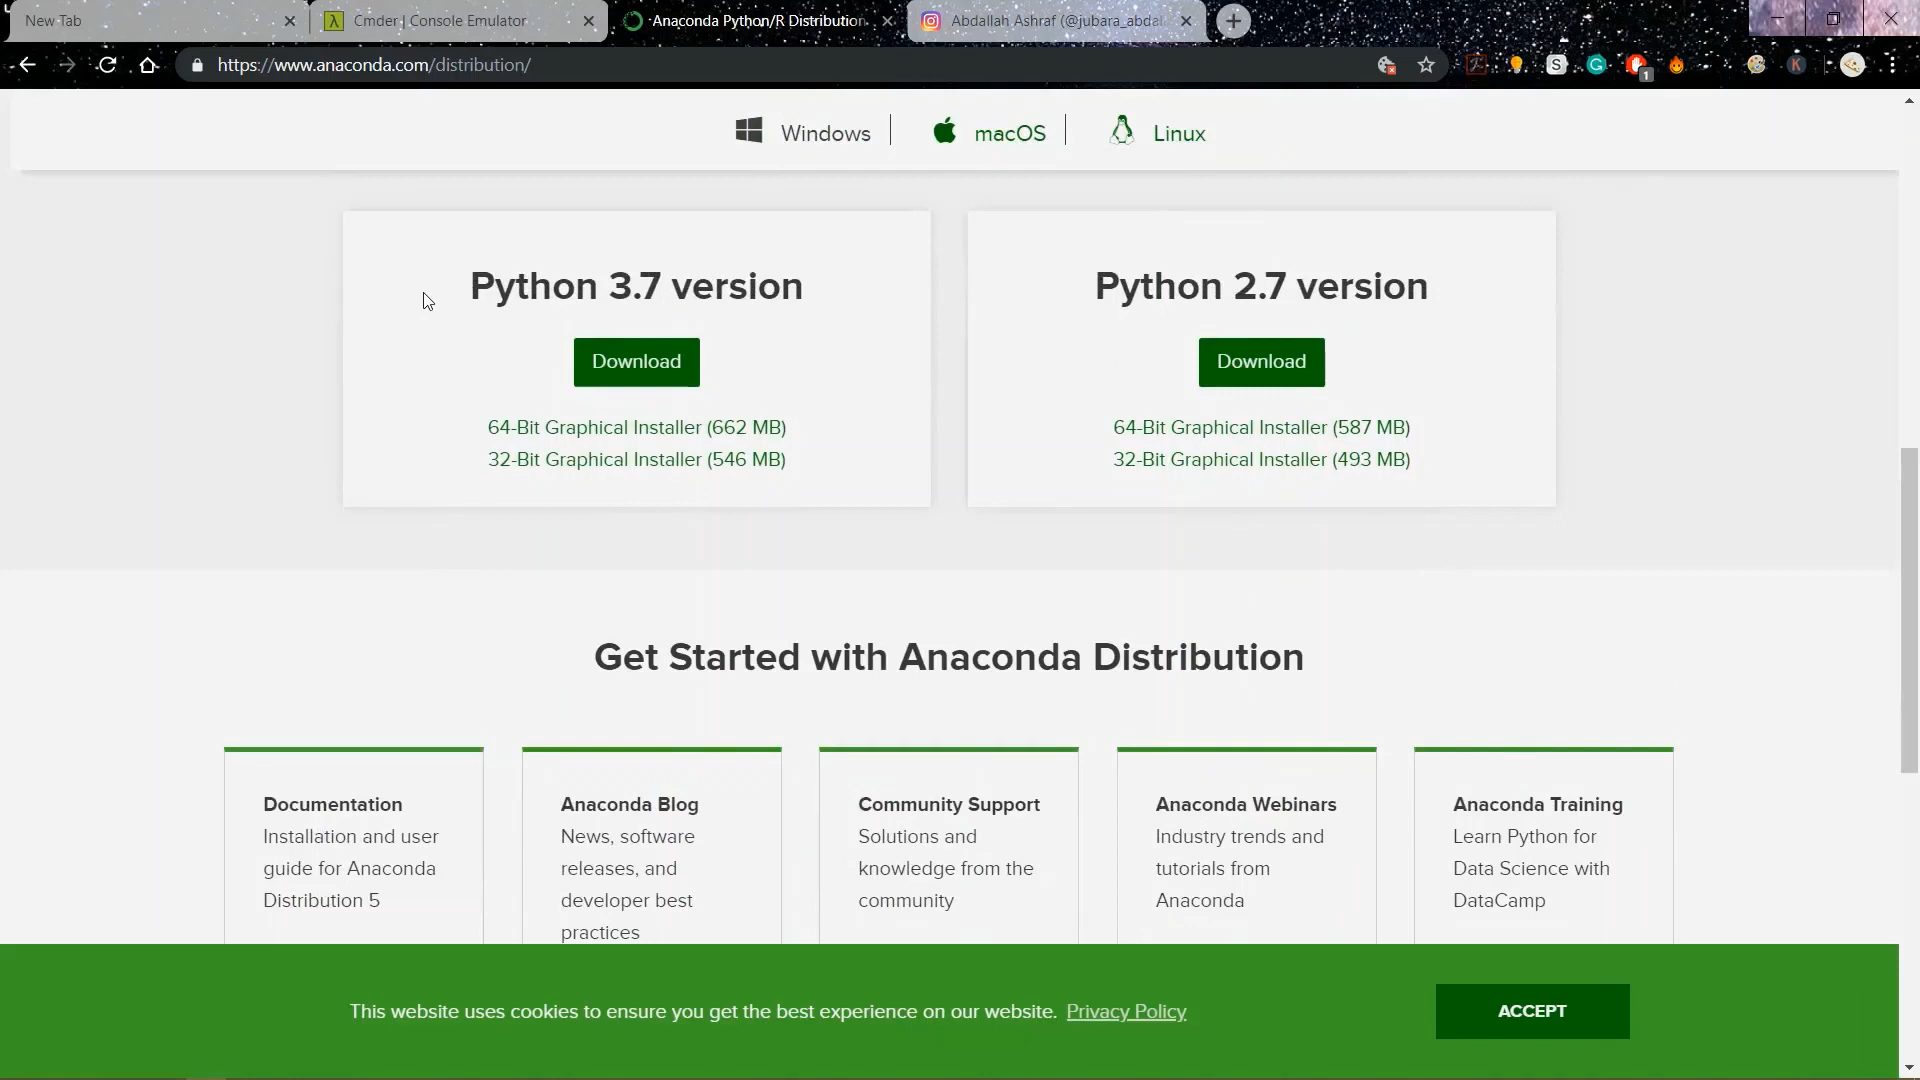 New Tab
Cmder | Console Emulator
Anaconda Python/R Distribution
Abdallah Ashraf (@jubara_abdal
https://www.anaconda.com/distribution/
S
G
1
K
Windows
macOS
Linux
Python 3.7 version
Download
64-Bit Graphical Installer (662 MB)
32-Bit Graphical Installer (546 MB)
Python 2.7 version
Download
64-Bit Graphical Installer (587 MB)
32-Bit Graphical Installer (493 MB)
Get Started with Anaconda Distribution
Documentation
Installation and user
guide for Anaconda
Distribution 5
Anaconda Blog
News, software
releases, and
developer best
practices
Community Support
Solutions and
knowledge from the
community
Anaconda Webinars
Industry trends and
tutorials from
Anaconda
Anaconda Training
Learn Python for
Data Science with
DataCamp
This website uses cookies to ensure you get the best experience on our website. Privacy Policy
ACCEPT